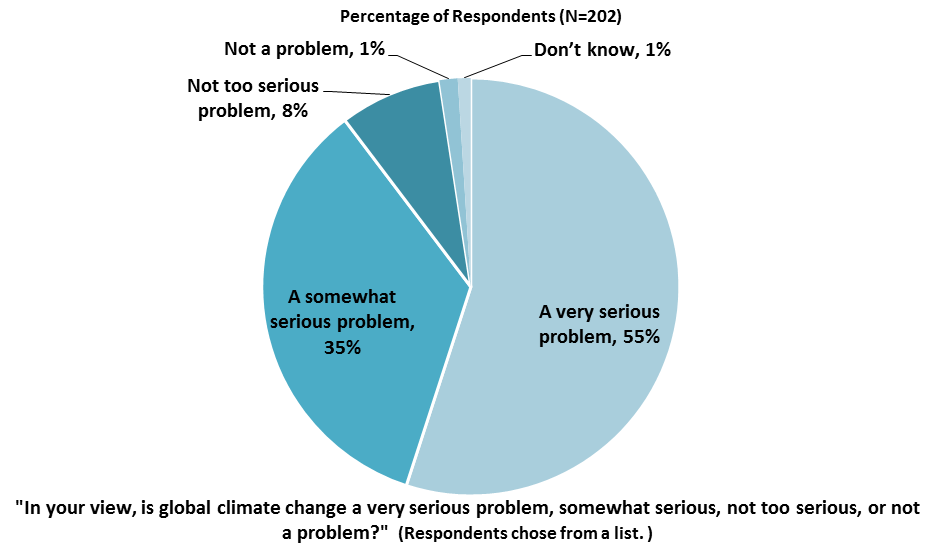 Percentage of Respondents (N=202)
Not a problem, 1%
Don’t know, 1%
Not too serious
problem, 8%
A somewhat
serious problem,
35%
A very serious
problem, 55%
"In your view, is global climate change a very serious problem, somewhat serious, not too serious, or not
a problem?" (Respondents chose from a list. )